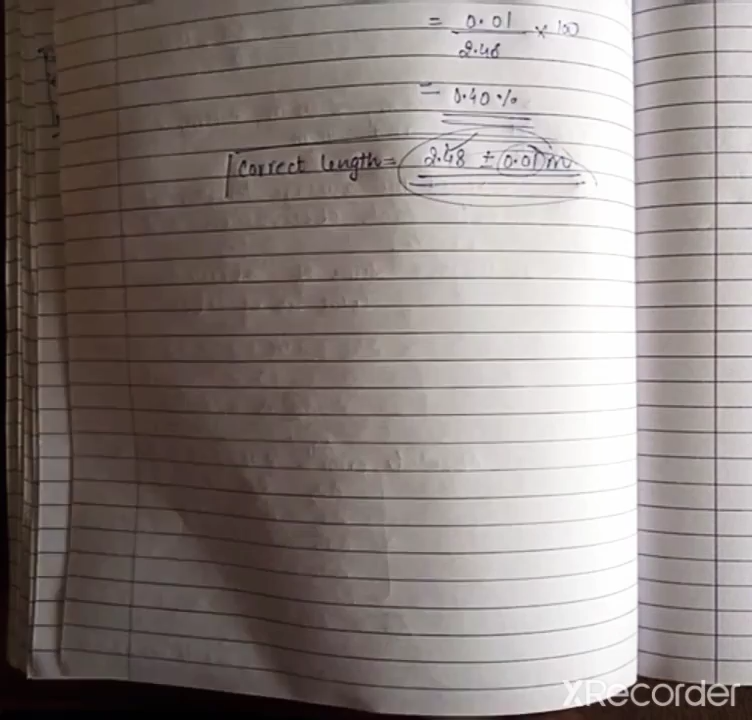 = 0.01 / 2.48 × 100
= 0.40 %
Correct length = 2.48 ± 0.01 m
XRecorder